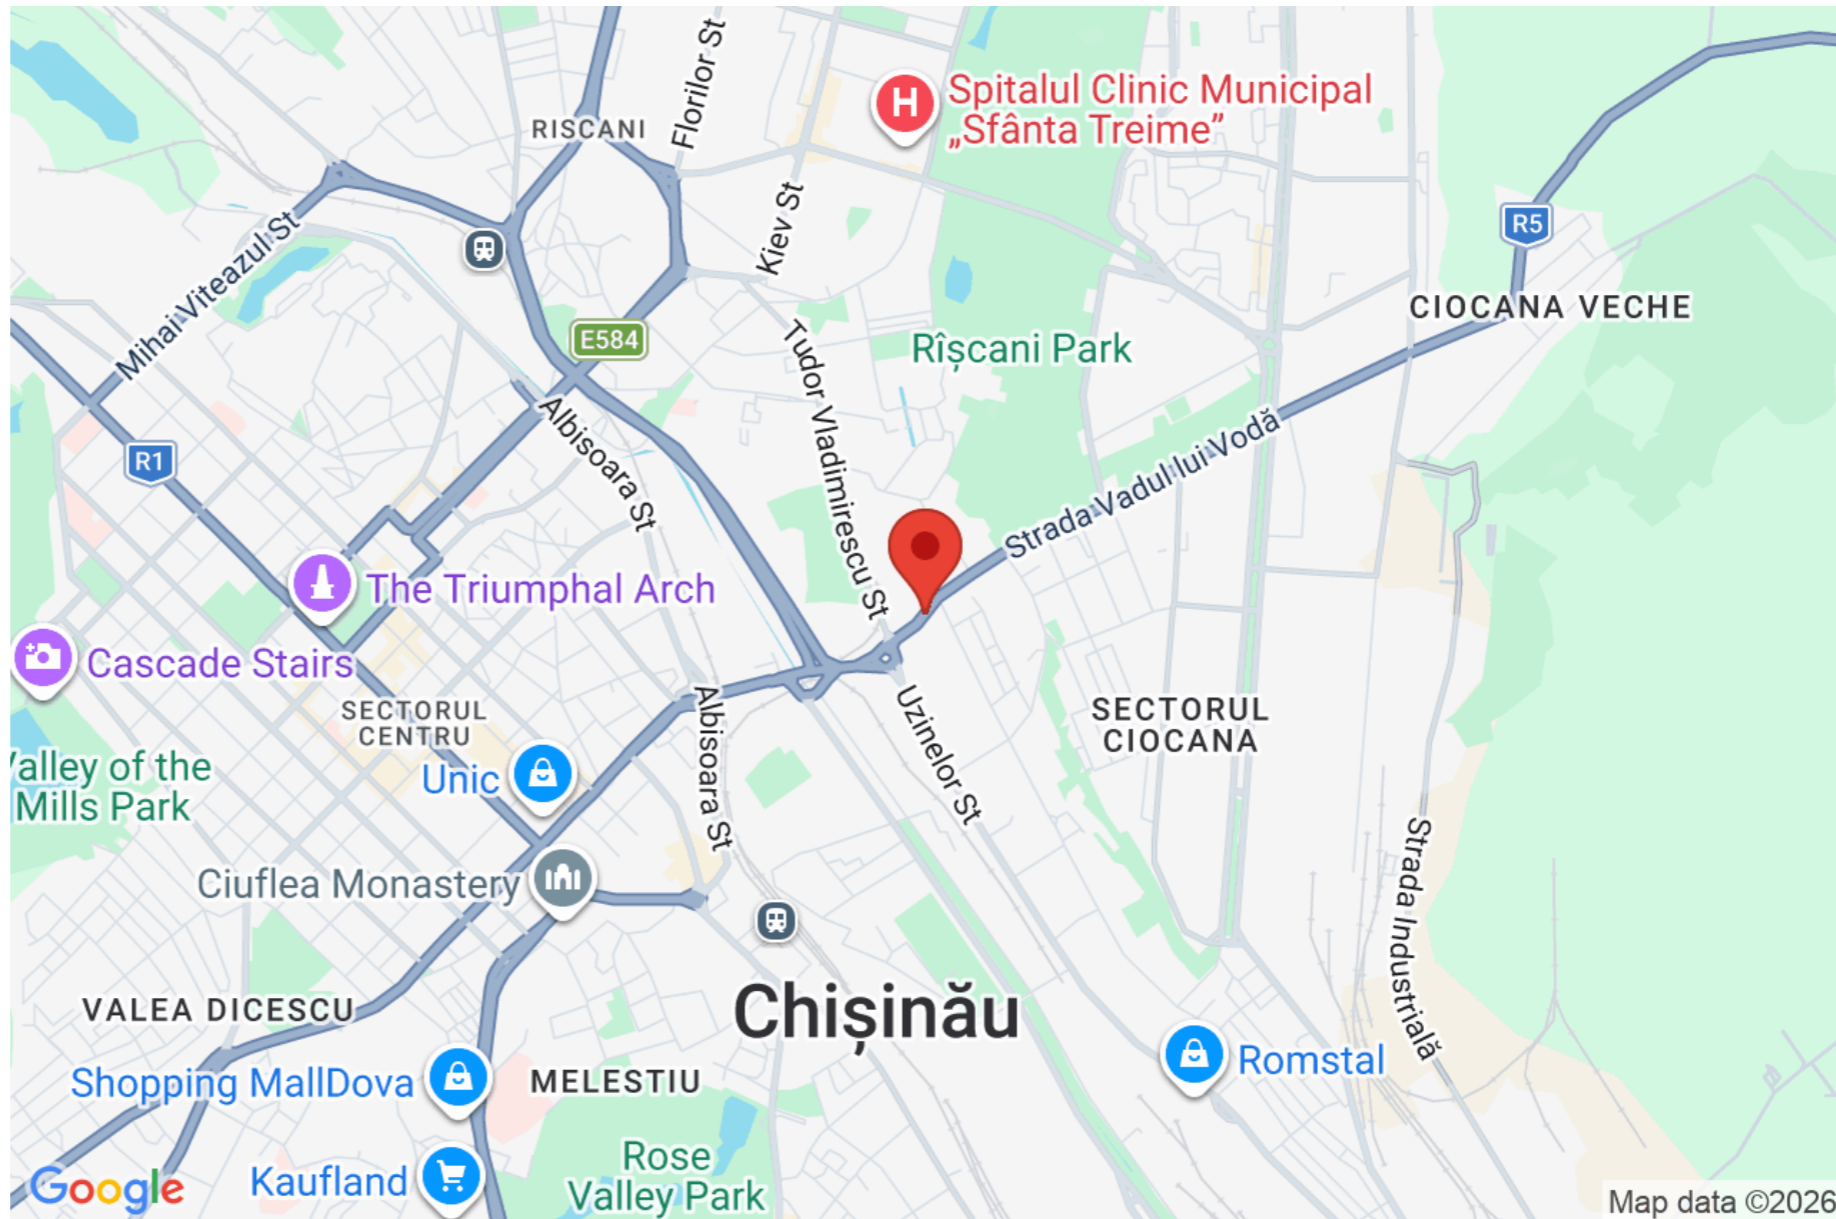 Florilor St
Spitalul Clinic Municipal
„Sfânta Treime”
RISCANI
Kiev St
Mihai Viteazul St
R5
CIOCANA VECHE
E584
Rîșcani Park
Tudor Vladimirescu St
Albisoara St
Strada Vadul lui Vodă
R1
The Triumphal Arch
Cascade Stairs
SECTORUL
CENTRU
Albisoara St
Uzinelor St
SECTORUL
CIOCANA
Valley of the
Mills Park
Unic
Strada Industrială
Ciuflea Monastery
VALEA DICESCU
Chișinău
Shopping MallDova
MELESTIU
Romstal
Rose
Valley Park
Kaufland
Google
Map data ©2026